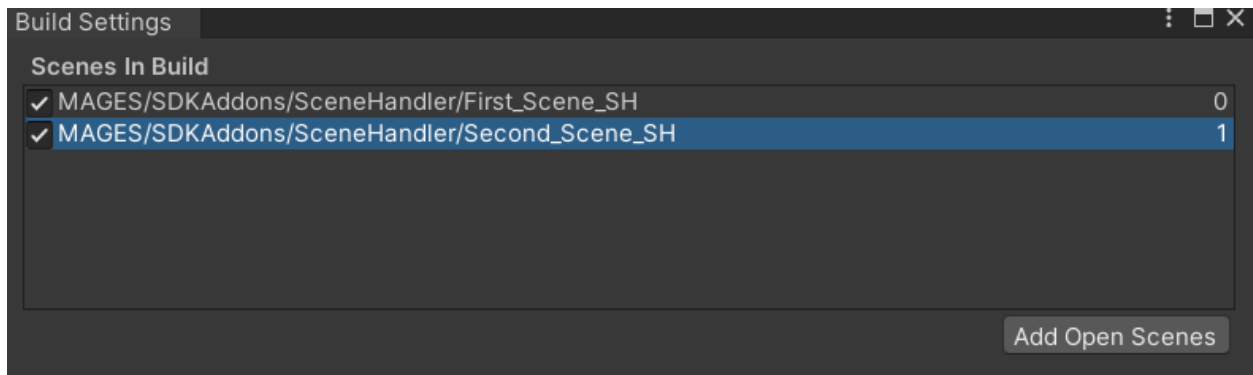 Build Settings
Scenes In Build
MAGES/SDKAddons/SceneHandler/First_Scene_SH 0
MAGES/SDKAddons/SceneHandler/Second_Scene_SH 1
Add Open Scenes